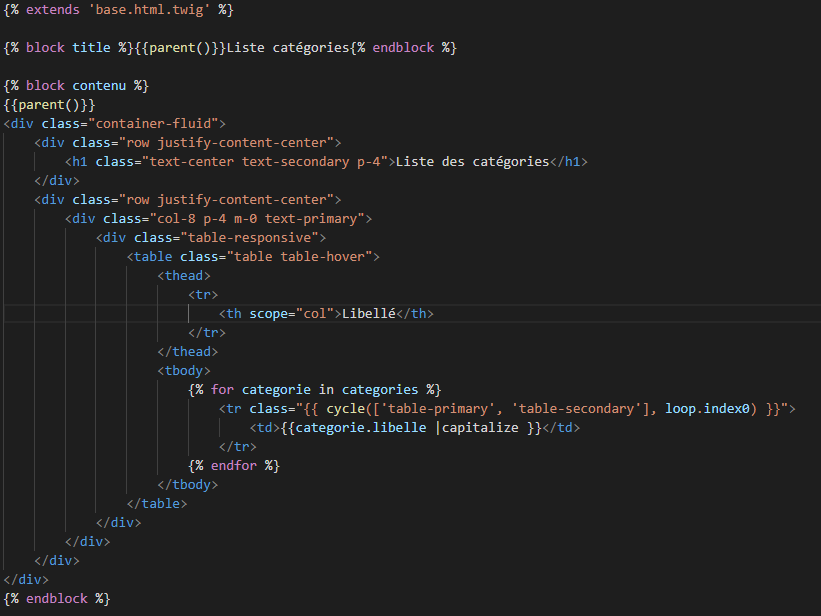 {% extends 'base.html.twig' %}
{% block title %}{{parent()}}Liste catégories{% endblock %}
{% block contenu %}
{{parent()}}
<div class="container-fluid">
    <div class="row justify-content-center">
        <h1 class="text-center text-secondary p-4">Liste des catégories</h1>
    </div>
    <div class="row justify-content-center">
        <div class="col-8 p-4 m-0 text-primary">
            <div class="table-responsive">
                <table class="table table-hover">
                    <thead>
                        <tr>
                            <th scope="col">Libellé</th>
                        </tr>
                    </thead>
                    <tbody>
                        {% for categorie in categories %}
                            <tr class="{{ cycle(['table-primary', 'table-secondary'], loop.index0) }}">
                                <td>{{categorie.libelle |capitalize }}</td>
                            </tr>
                        {% endfor %}
                    </tbody>
                </table>
            </div>
        </div>
    </div>
</div>
{% endblock %}